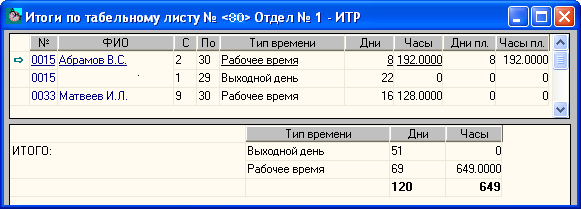 Итоги по табельному листу № <80> Отдел № 1 - ИТР
№ ФИО С По Тип времени Дни Часы Дни пл. Часы пл.
0015 Абрамов В.С. 2 30 Рабочее время 8 192.0000 8 192.0000
0015 1 29 Выходной день 22 0 0 0
0033 Матвеев И.Л. 9 30 Рабочее время 16 128.0000 0 0
Тип времени Дни Часы
ИТОГО: Выходной день 51 0
Рабочее время 69 649.0000
120 649